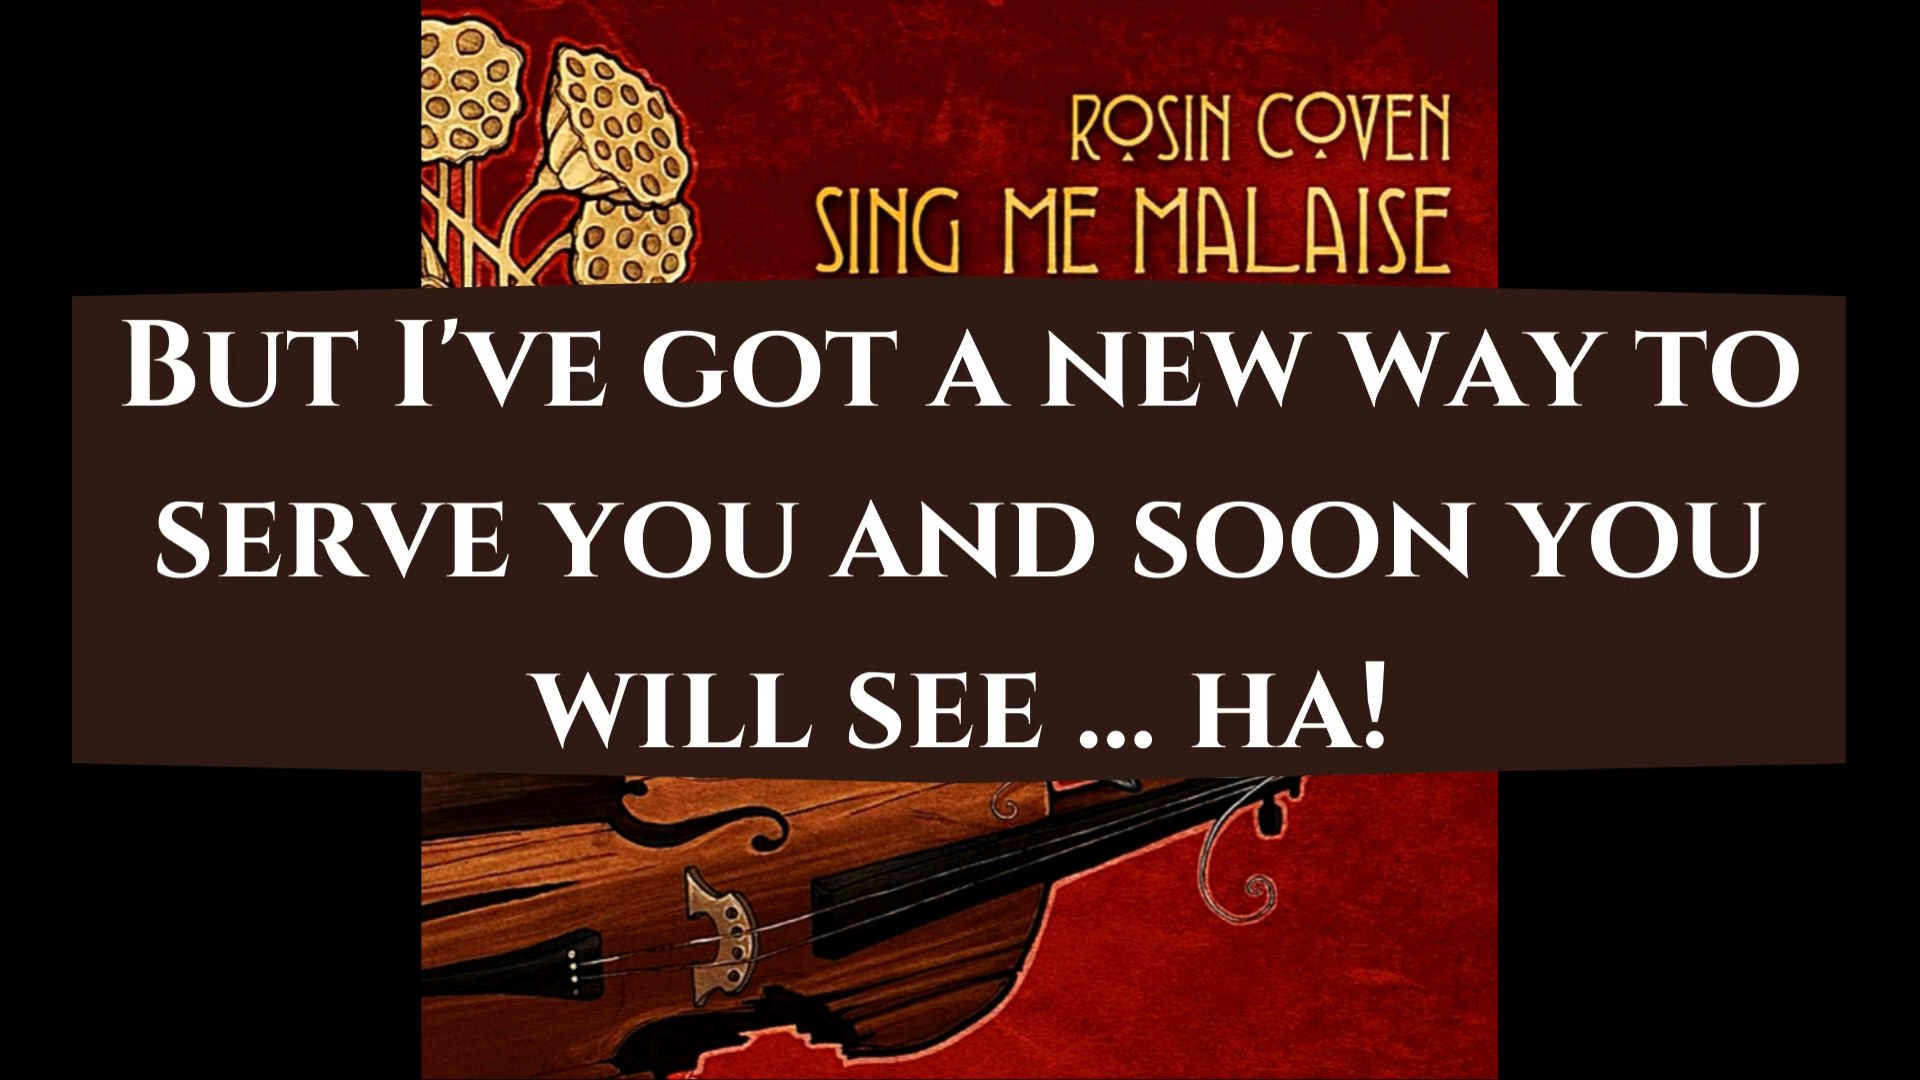 ROSIN COVEN
SING ME MALAISE
But I've got a new way to
serve you and soon you
will see ... ha!